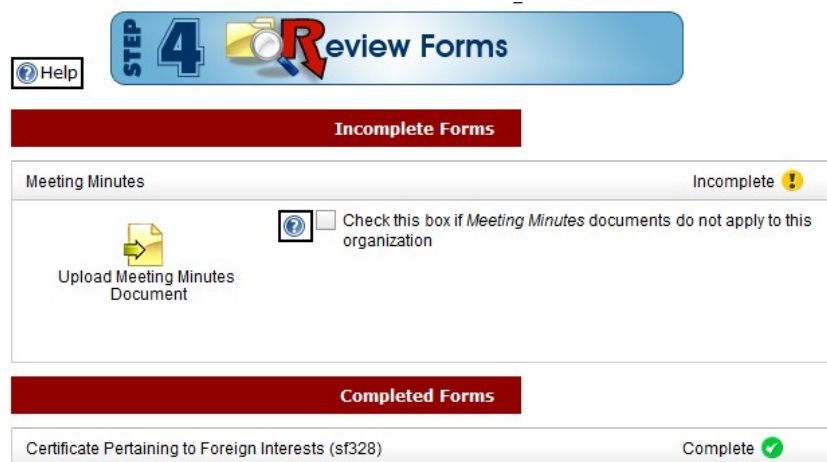 STEP 4 Review Forms
Help
Incomplete Forms
Meeting Minutes Incomplete
Check this box if Meeting Minutes documents do not apply to this
organization
Upload Meeting Minutes
Document
Completed Forms
Certificate Pertaining to Foreign Interests (sf328) Complete